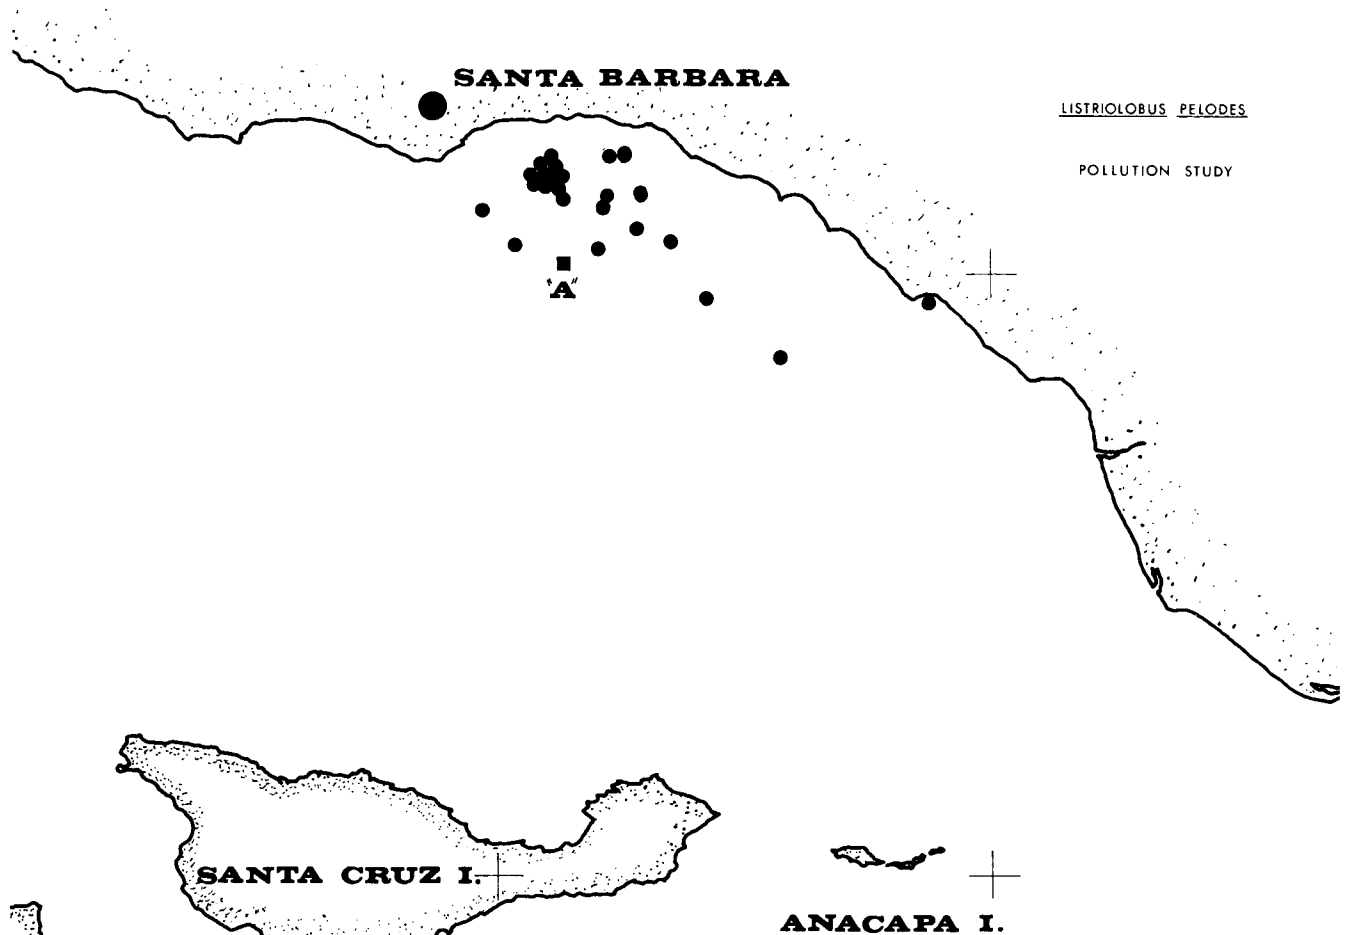 SANTA BARBARA
LISTRIOLOBUS PELODES
POLLUTION STUDY
"A"
SANTA CRUZ I.
ANACAPA I.